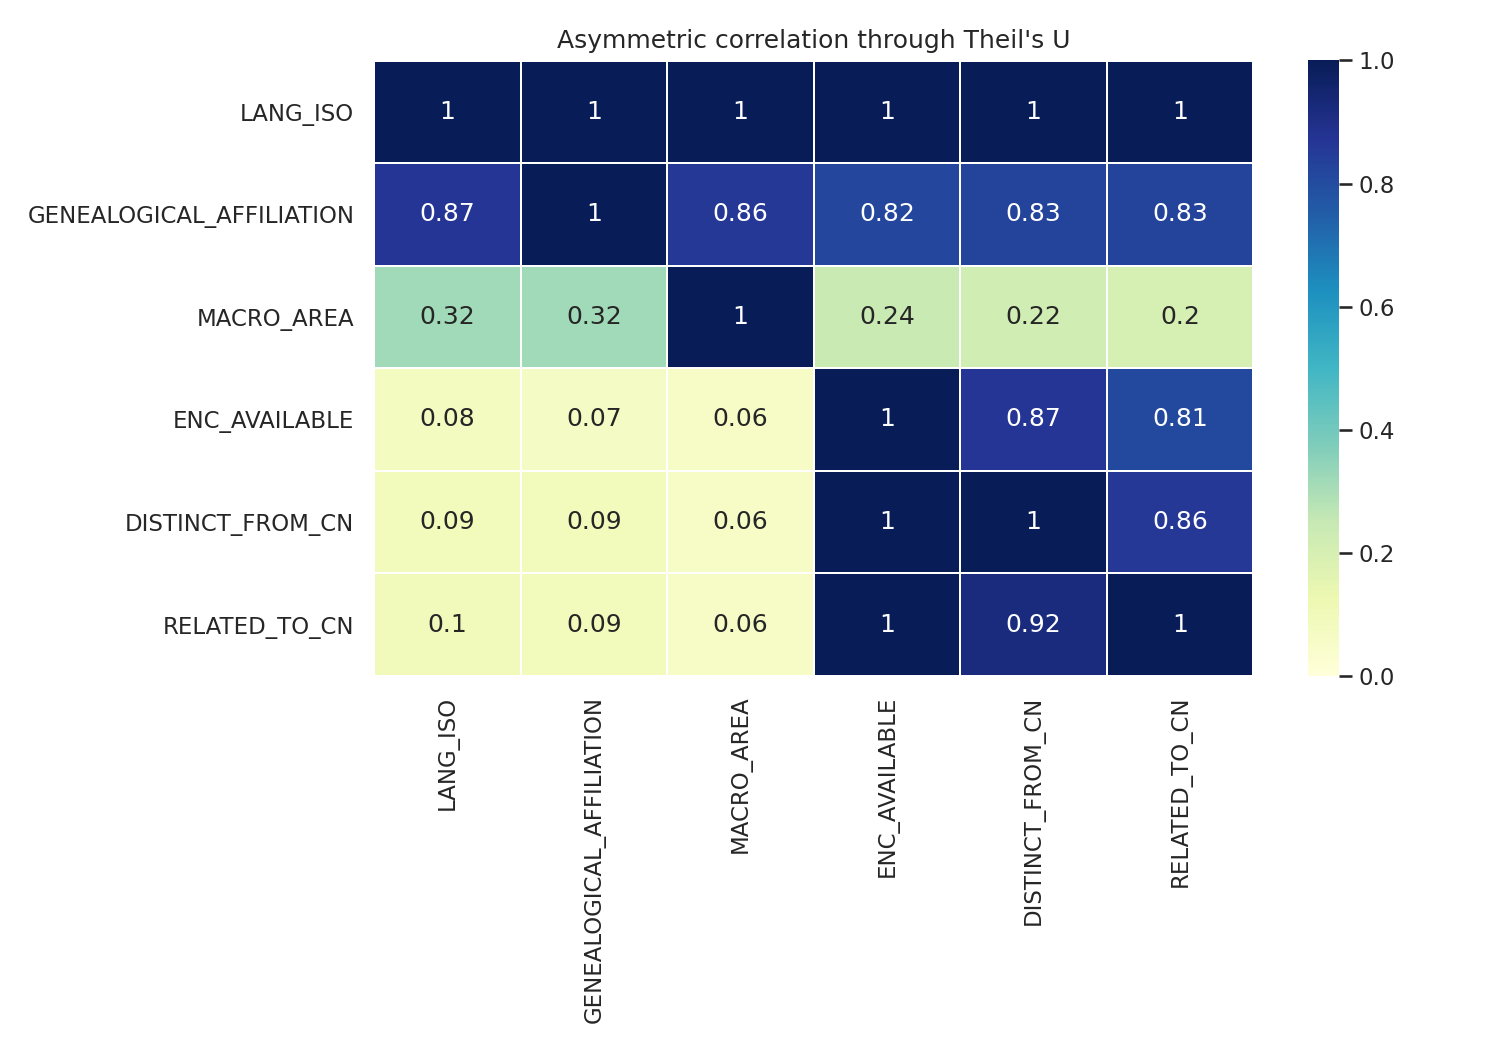 Asymmetric correlation through Theil's U
LANG_ISO 1 1 1 1 1 1
GENEALOGICAL_AFFILIATION 0.87 1 0.86 0.82 0.83 0.83
MACRO_AREA 0.32 0.32 1 0.24 0.22 0.2
ENC_AVAILABLE 0.08 0.07 0.06 1 0.87 0.81
DISTINCT_FROM_CN 0.09 0.09 0.06 1 1 0.86
RELATED_TO_CN 0.1 0.09 0.06 1 0.92 1
LANG_ISO
GENEALOGICAL_AFFILIATION
MACRO_AREA
ENC_AVAILABLE
DISTINCT_FROM_CN
RELATED_TO_CN
1.0
0.8
0.6
0.4
0.2
0.0